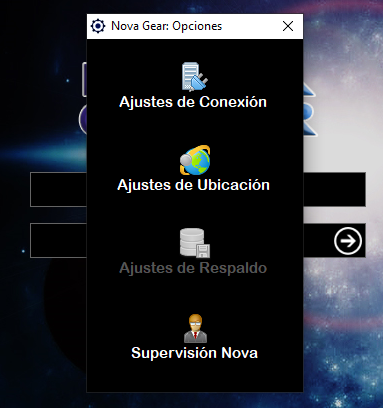 Nova Gear: Opciones
Ajustes de Conexión
Ajustes de Ubicación
Ajustes de Respaldo
Supervisión Nova